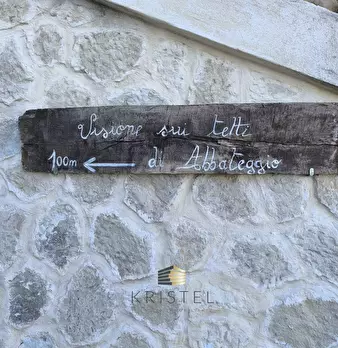 Visione sui tetti
100m ← di Abbateggio
KRISTEL